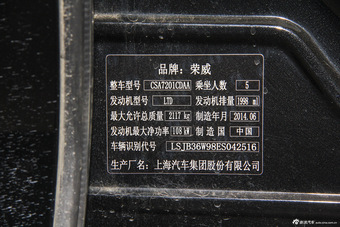 品牌：荣威
整车型号 CSA7201CDAA 乘坐人数 5
发动机型号 LTD 发动机排量 1998 ml
最大允许总质量 2117 kg 制造年月 2014.06
发动机最大净功率 108 kW 制造国 中国
车辆识别代号 LSJB36W98ES042516
生产厂名：上海汽车集团股份有限公司